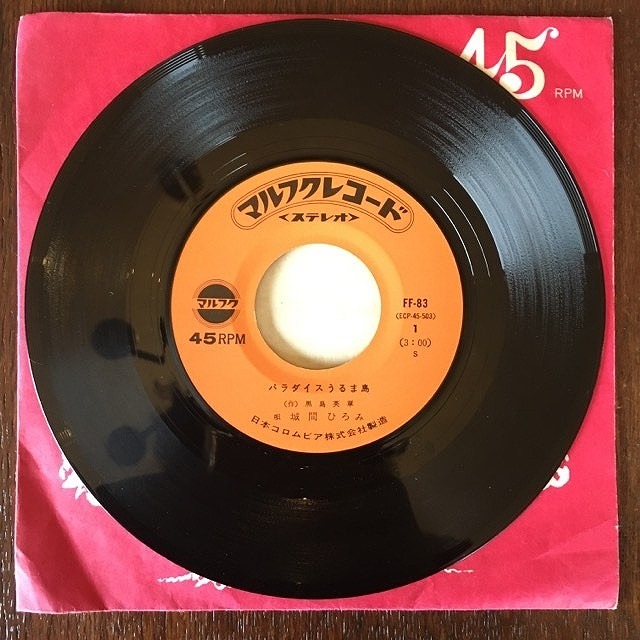 45
RPM
マルフクレコード
<ステレオ>
マルフク
45 RPM
FF-83
(ECP-45-503)
1
(3:00)
S
パラダイスうるま島
(作) 黒島英章
唄 城間ひろみ
日本コロムビア株式会社製造